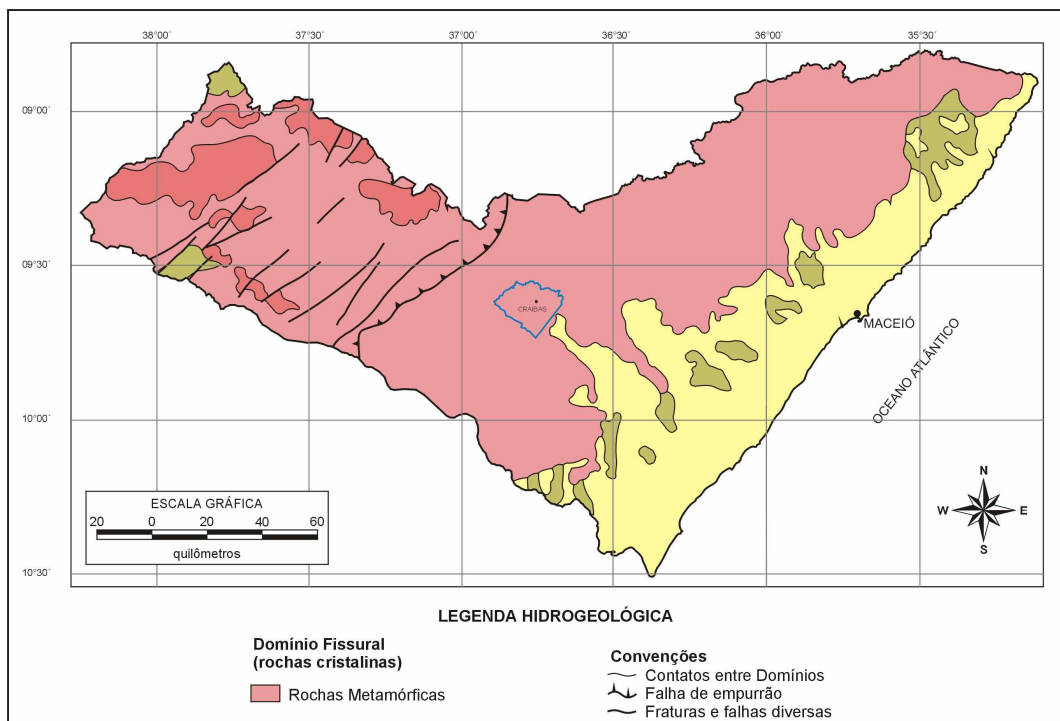 38°00´ 37°30´ 37°00´ 36°30´ 36°00´ 35°30´
09°00´
09°30´
CRAÍBAS
MACEIÓ
OCEANO ATLÂNTICO
10°00´
ESCALA GRÁFICA
20 0 20 40 60
quilômetros
N
W E
S
10°30´
LEGENDA HIDROGEOLÓGICA
Domínio Fissural
(rochas cristalinas)
Rochas Metamórficas
Convenções
Contatos entre Domínios
Falha de empurrão
Fraturas e falhas diversas